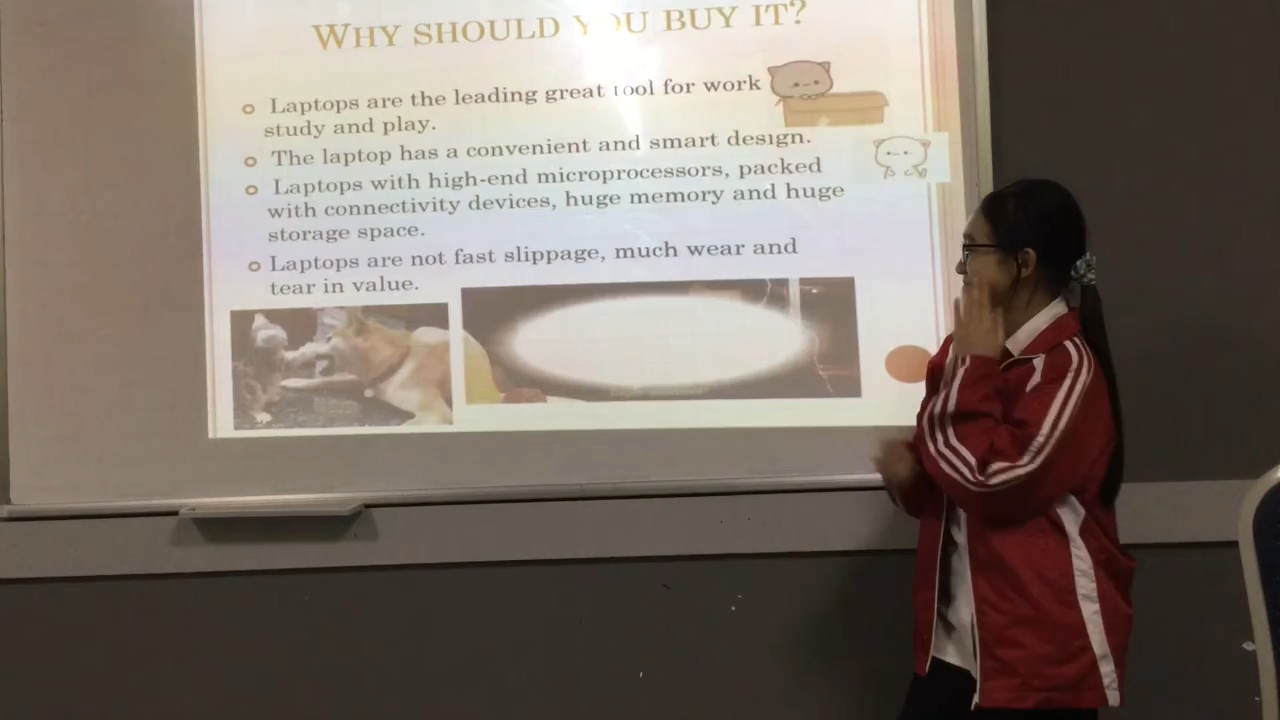 WHY SHOULD YOU BUY IT?
Laptops are the leading great tool for work
study and play.
The laptop has a convenient and smart design.
Laptops with high-end microprocessors, packed
with connectivity devices, huge memory and huge
storage space.
Laptops are not fast slippage, much wear and
tear in value.